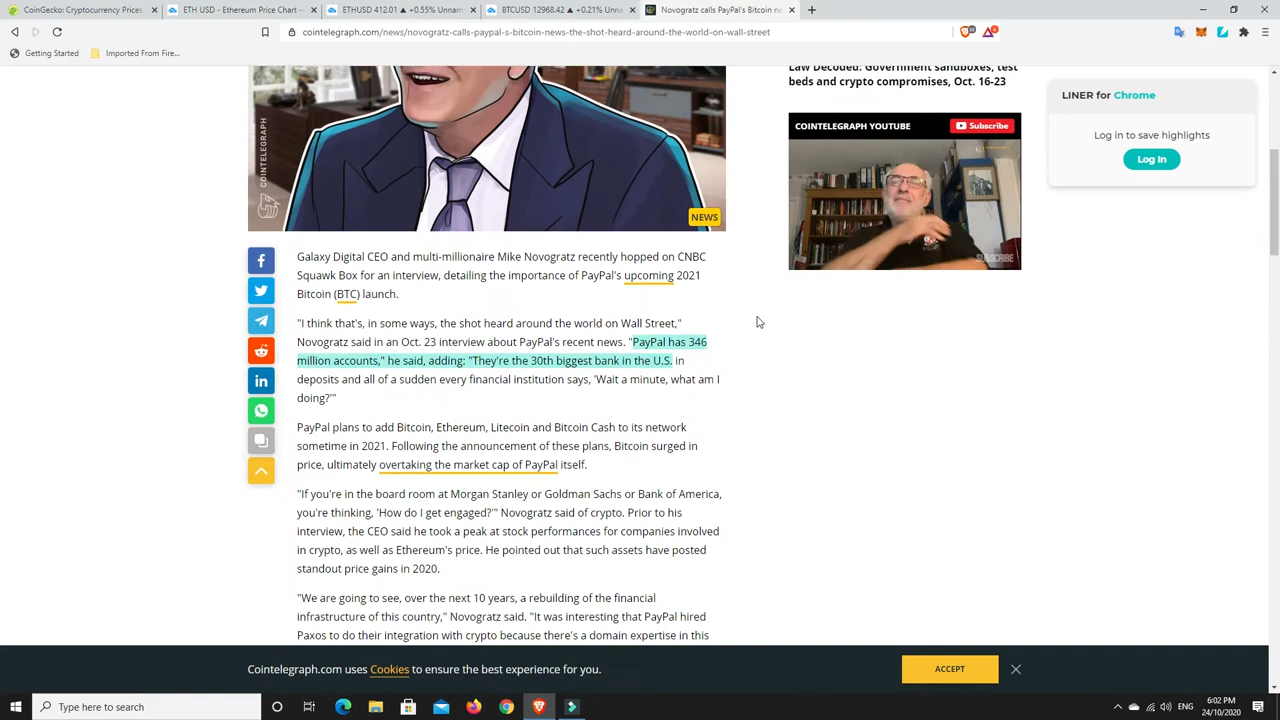 CoinGecko: Cryptocurrency Prices
ETH USD - Ethereum Price Chart
ETHUSD 412.01 ▲ +0.55% Unnam
BTCUSD 12968.42 ▲ +0.21% Unna
Novogratz calls PayPal's Bitcoin ne
cointelegraph.com/news/novogratz-calls-paypal-s-bitcoin-news-the-shot-heard-around-the-world-on-wall-street
Getting Started
Imported From Fire...
COINTELEGRAPH
NEWS
Galaxy Digital CEO and multi-millionaire Mike Novogratz recently hopped on CNBC
Squawk Box for an interview, detailing the importance of PayPal's upcoming 2021
Bitcoin (BTC) launch.
"I think that's, in some ways, the shot heard around the world on Wall Street,"
Novogratz said in an Oct. 23 interview about PayPal's recent news. "PayPal has 346
million accounts," he said, adding: "They're the 30th biggest bank in the U.S. in
deposits and all of a sudden every financial institution says, 'Wait a minute, what am I
doing?'"
PayPal plans to add Bitcoin, Ethereum, Litecoin and Bitcoin Cash to its network
sometime in 2021. Following the announcement of these plans, Bitcoin surged in
price, ultimately overtaking the market cap of PayPal itself.
"If you're in the board room at Morgan Stanley or Goldman Sachs or Bank of America,
you're thinking, 'How do I get engaged?'" Novogratz said of crypto. Prior to his
interview, the CEO said he took a peak at stock performances for companies involved
in crypto, as well as Ethereum's price. He pointed out that such assets have posted
standout price gains in 2020.
"We are going to see, over the next 10 years, a rebuilding of the financial
infrastructure of this country," Novogratz said. "It was interesting that PayPal hired
Paxos to do their integration with crypto because there's a domain expertise in this
Law Decoded: Government sandboxes, test
beds and crypto compromises, Oct. 16-23
COINTELEGRAPH YOUTUBE
Subscribe
SUBSCRIBE
LINER for Chrome
Log in to save highlights
Log In
Cointelegraph.com uses Cookies to ensure the best experience for you.
ACCEPT
Type here to search
ENG
6:02 PM
24/10/2020